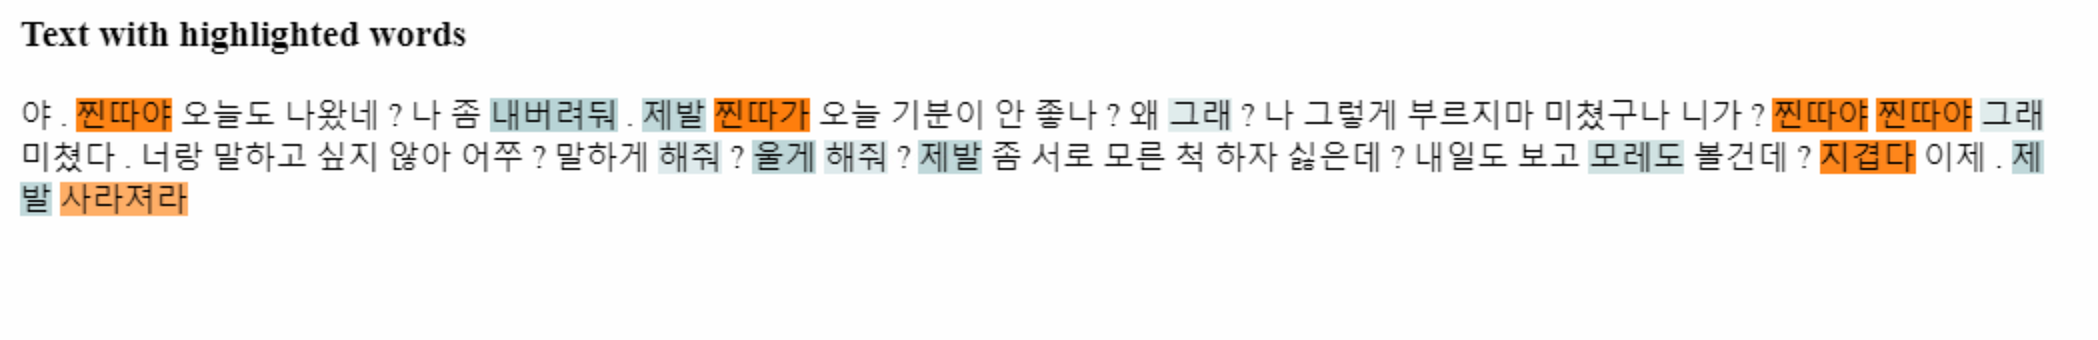 Text with highlighted words
야 . 찐따야 오늘도 나왔네 ? 나 좀 내버려둬 . 제발 찐따가 오늘 기분이 안 좋나 ? 왜 그래 ? 나 그렇게 부르지마 미쳤구나 니가 ? 찐따야 찐따야 그래
미쳤다 . 너랑 말하고 싶지 않아 어쭈 ? 말하게 해줘 ? 울게 해줘 ? 제발 좀 서로 모른 척 하자 싫은데 ? 내일도 보고 모레도 볼건데 ? 지겹다 이제 . 제
발 사라져라